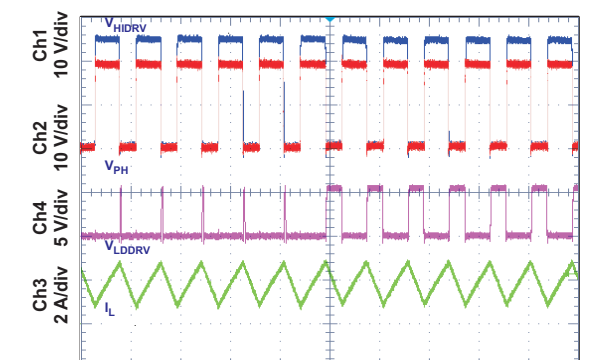 Ch1
10 V/div
VHIDRV
Ch2
10 V/div
VPH
Ch4
5 V/div
VLDDRV
Ch3
2 A/div
IL